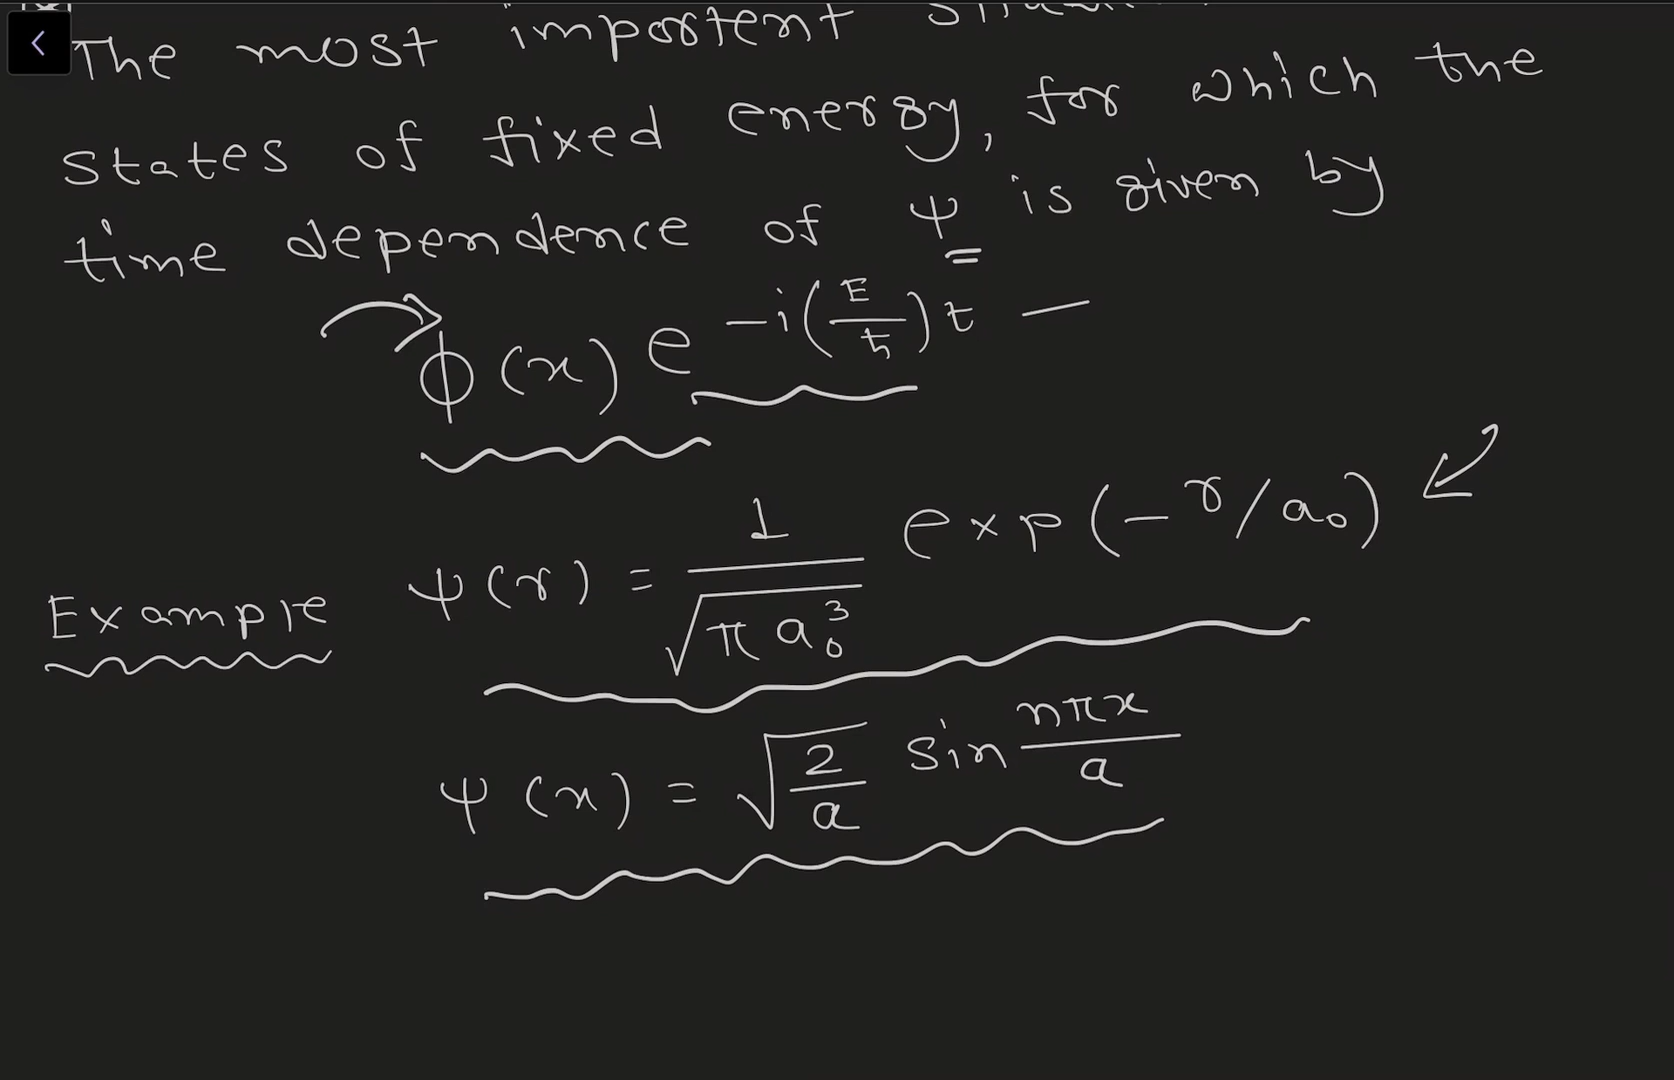 The most importent
states of fixed energy, for which the
time dependence of ψ is given by
ϕ(x) e^{-i(E/ħ)t} —
Example ψ(r) = 1/√(πa₀³) exp(-r/a₀)
ψ(x) = √(2/a) sin nπx/a